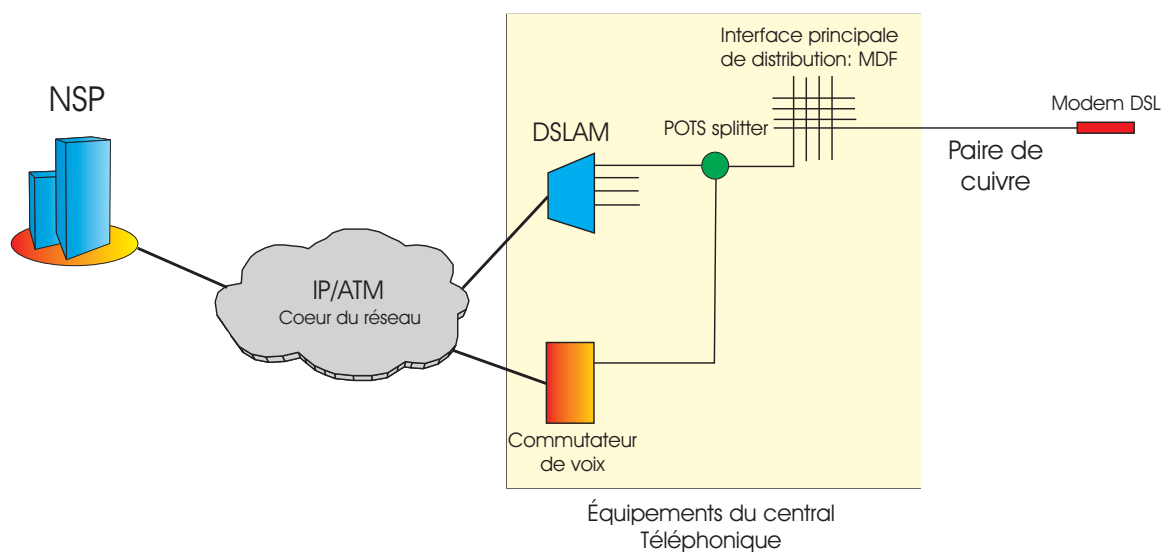 NSP
IP/ATM
Coeur du réseau
DSLAM
POTS splitter
Interface principale
de distribution: MDF
Modem DSL
Paire de
cuivre
Commutateur
de voix
Équipements du central
Téléphonique